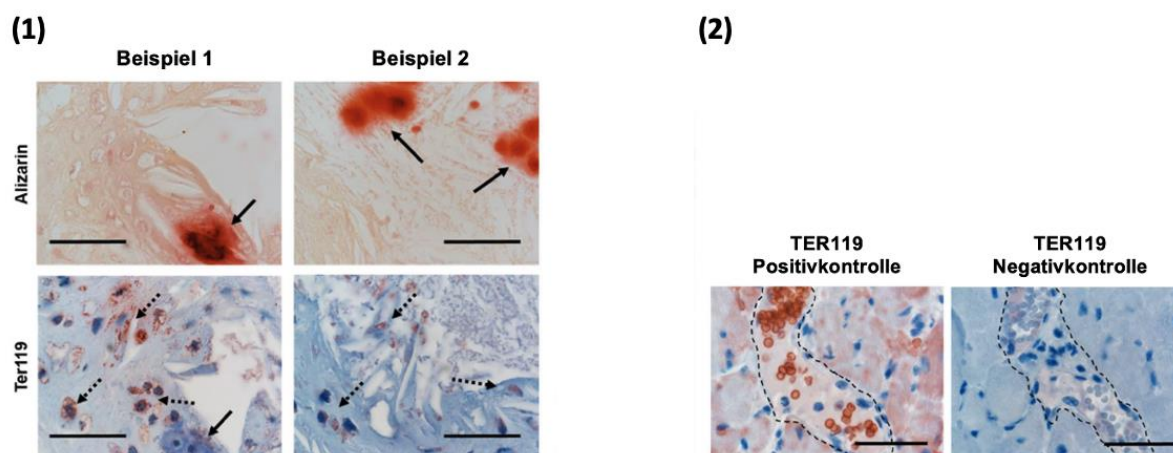 (1)
Beispiel 1
Beispiel 2
Alizarin
Ter119
(2)
TER119
Positivkontrolle
TER119
Negativkontrolle